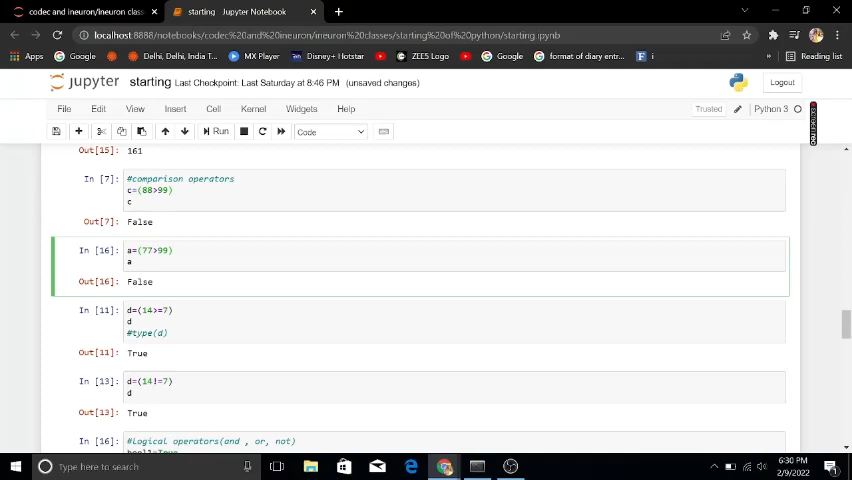 codec and ineuron/ineuron class
starting - Jupyter Notebook
localhost:8888/notebooks/codec%20and%20ineuron/ineuron%20classes/starting%20of%20python/starting.ipynb
Apps
Google
Delhi, Delhi, India T...
MX Player
Disney+ Hotstar
ZEE5 Logo
Google
format of diary entr...
i
»
Reading list
jupyter starting Last Checkpoint: Last Saturday at 8:46 PM (unsaved changes)
Logout
File Edit View Insert Cell Kernel Widgets Help
Trusted
Python 3
Run
Code
Out[15]: 161
In [7]: #comparison operators
c=(88>99)
c
Out[7]: False
In [16]: a=(77>99)
a
Out[16]: False
In [11]: d=(14>=7)
d
#type(d)
Out[11]: True
In [13]: d=(14!=7)
d
Out[13]: True
In [16]: #Logical operators(and , or, not)
bool1=True
Type here to search
6:30 PM
2/9/2022
1